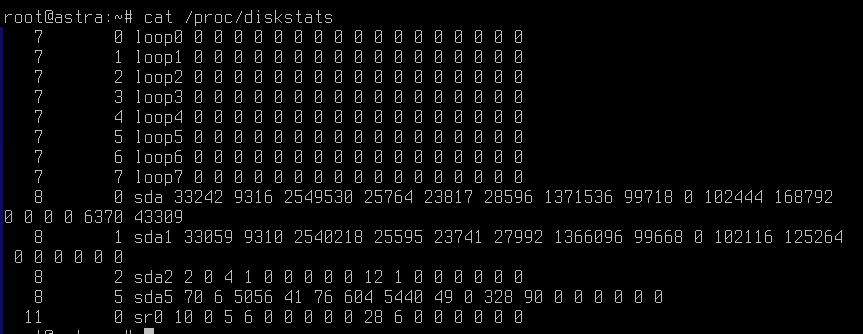 root@astra:~# cat /proc/diskstats
7 0 loop0 0 0 0 0 0 0 0 0 0 0 0 0 0 0 0 0 0
7 1 loop1 0 0 0 0 0 0 0 0 0 0 0 0 0 0 0 0 0
7 2 loop2 0 0 0 0 0 0 0 0 0 0 0 0 0 0 0 0 0
7 3 loop3 0 0 0 0 0 0 0 0 0 0 0 0 0 0 0 0 0
7 4 loop4 0 0 0 0 0 0 0 0 0 0 0 0 0 0 0 0 0
7 5 loop5 0 0 0 0 0 0 0 0 0 0 0 0 0 0 0 0 0
7 6 loop6 0 0 0 0 0 0 0 0 0 0 0 0 0 0 0 0 0
7 7 loop7 0 0 0 0 0 0 0 0 0 0 0 0 0 0 0 0 0
8 0 sda 33242 9316 2549530 25764 23817 28596 1371536 99718 0 102444 168792
0 0 0 0 6370 43309
8 1 sda1 33059 9310 2540218 25595 23741 27992 1366096 99668 0 102116 125264
0 0 0 0 0 0
8 2 sda2 2 0 4 1 0 0 0 0 0 12 1 0 0 0 0 0 0
8 5 sda5 70 6 5056 41 76 604 5440 49 0 328 90 0 0 0 0 0 0
11 0 sr0 10 0 5 6 0 0 0 0 0 28 6 0 0 0 0 0 0
root@astra:~#